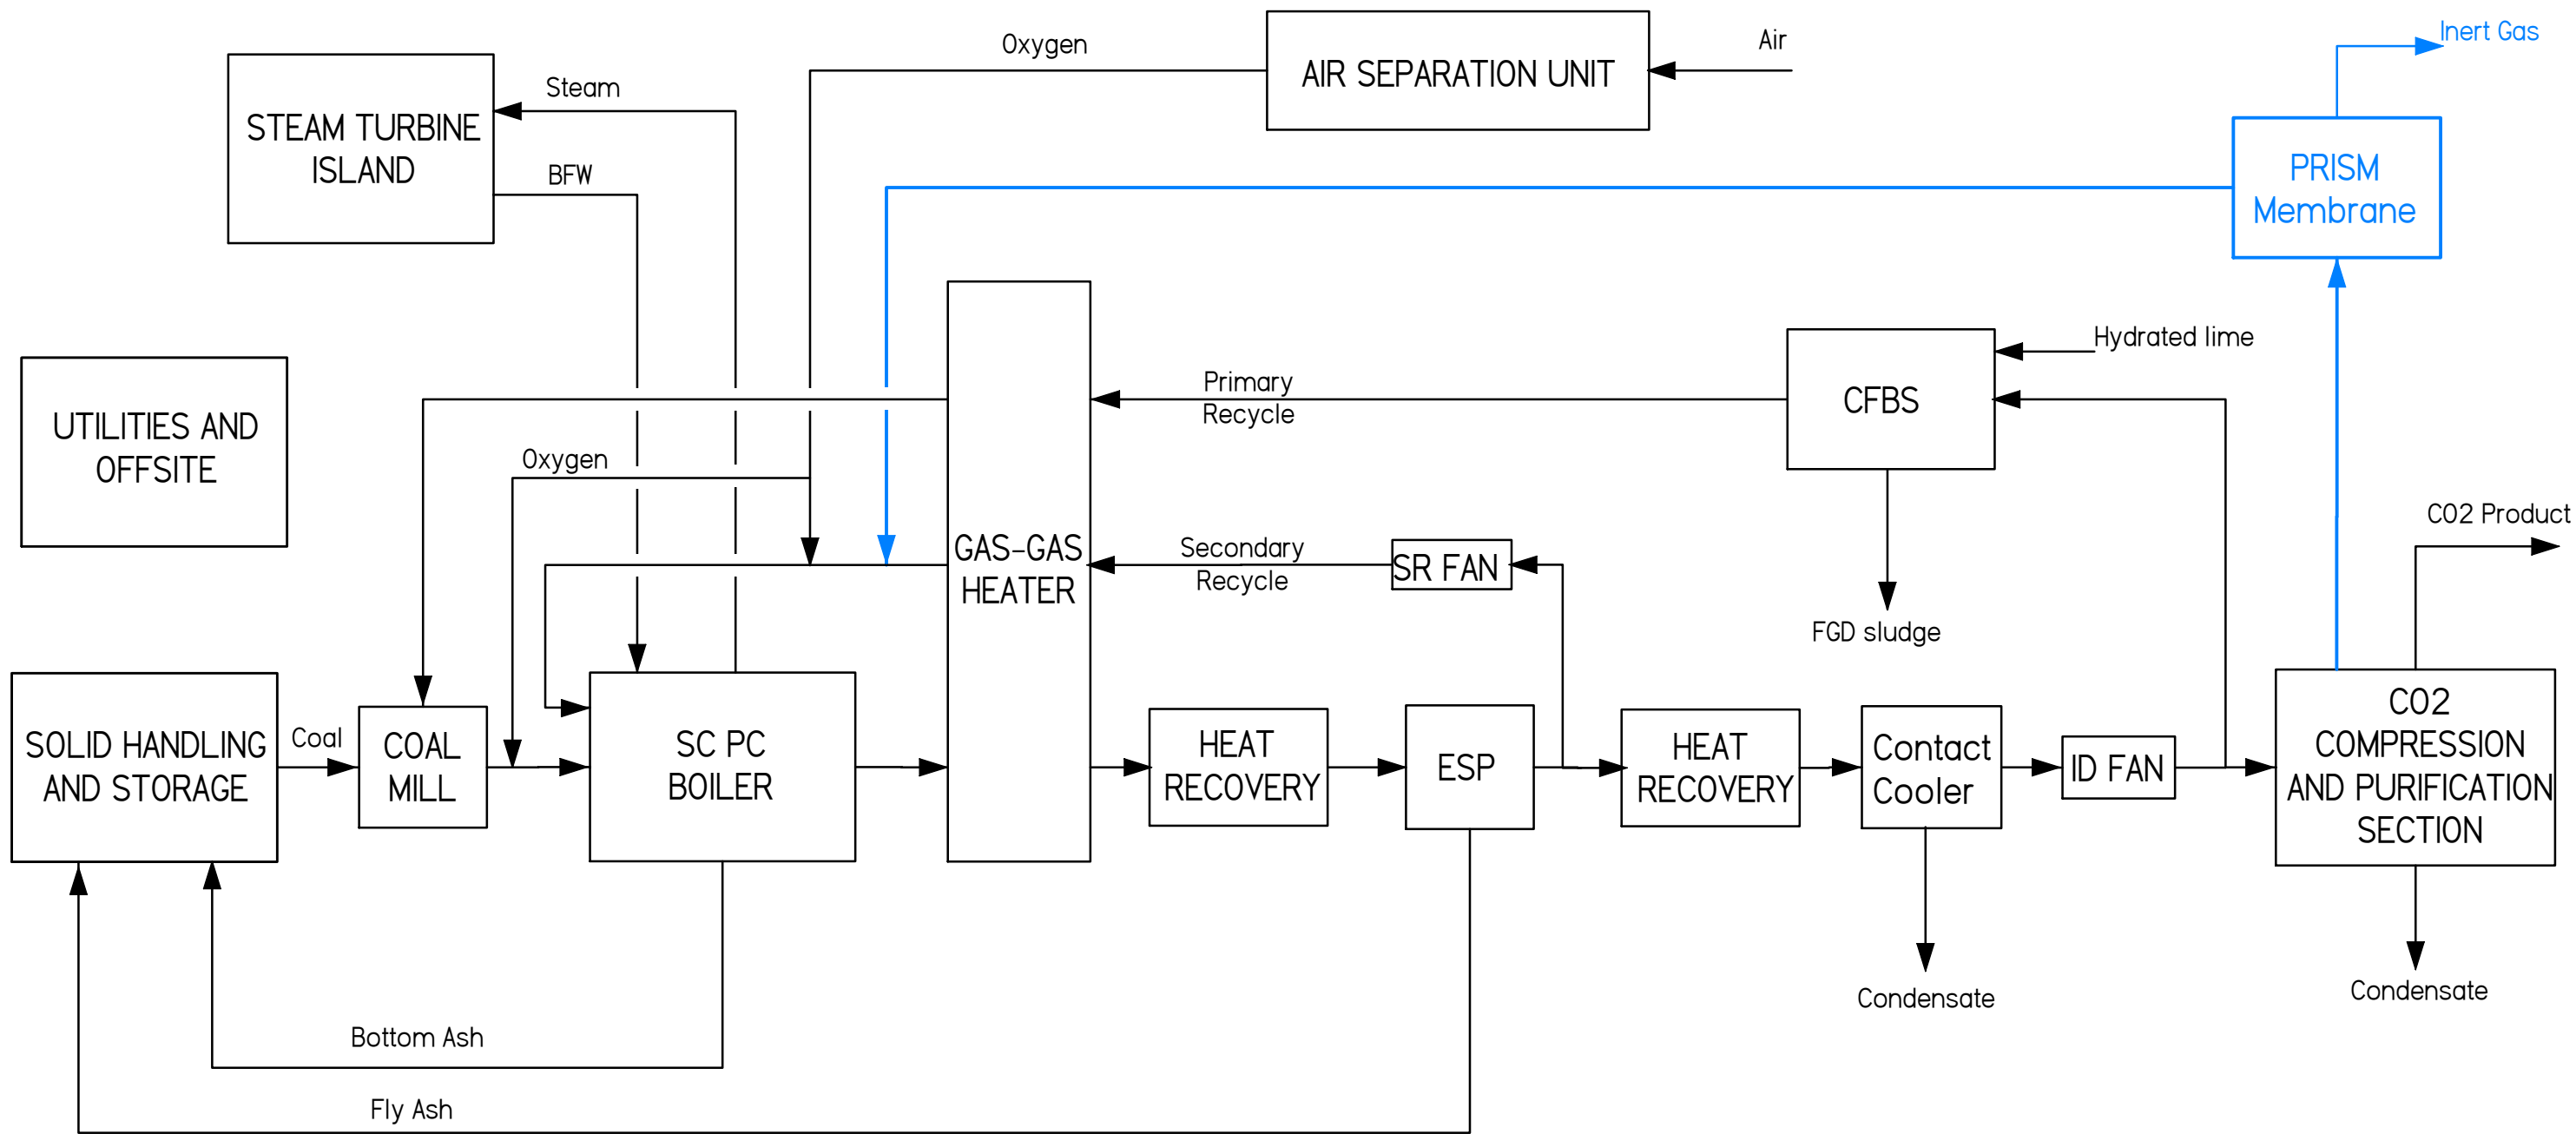 Oxygen
Air
Inert Gas
AIR SEPARATION UNIT
Steam
STEAM TURBINE
ISLAND
BFW
PRISM
Membrane
Hydrated lime
Primary
Recycle
CFBS
UTILITIES AND
OFFSITE
Oxygen
CO2 Product
GAS-GAS
HEATER
Secondary
Recycle
SR FAN
FGD sludge
SOLID HANDLING
AND STORAGE
Coal
COAL
MILL
SC PC
BOILER
HEAT
RECOVERY
ESP
HEAT
RECOVERY
Contact
Cooler
ID FAN
CO2
COMPRESSION
AND PURIFICATION
SECTION
Condensate
Condensate
Bottom Ash
Fly Ash